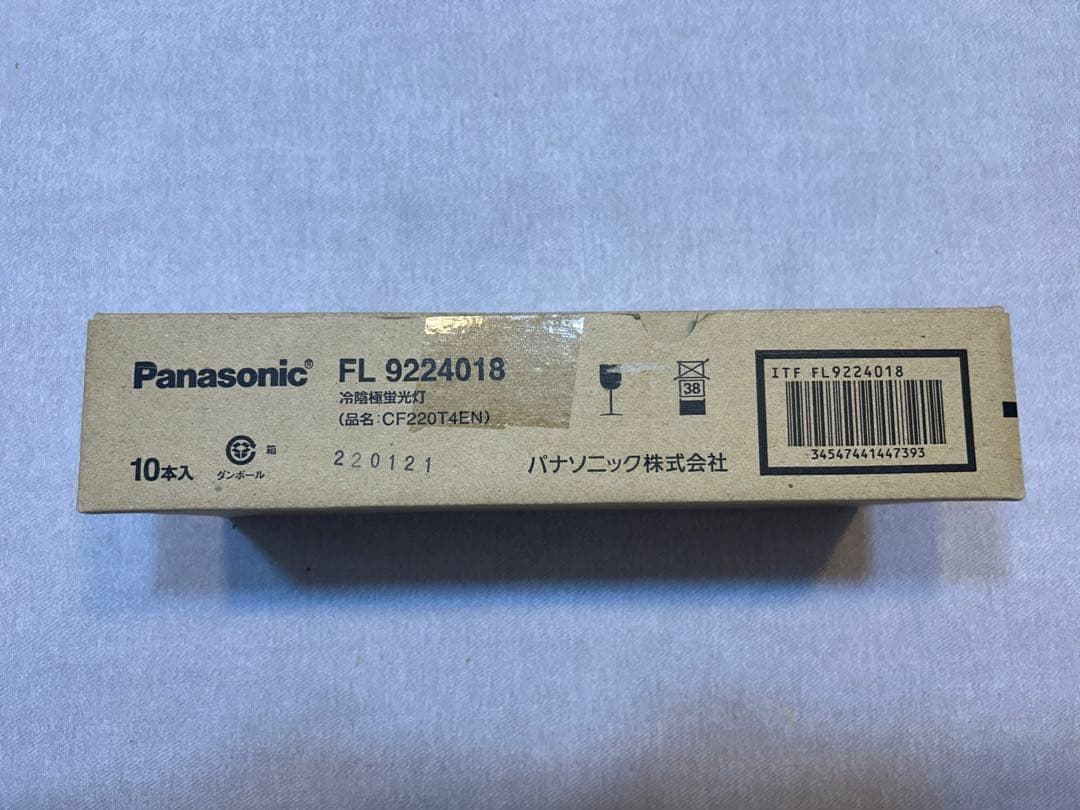 Panasonic®
FL 9224018
冷陰極蛍光灯
(品名:CF220T4EN)
10本入
ダンボール
箱
220121
パナソニック株式会社
38
ITF FL9224018
34547441447393